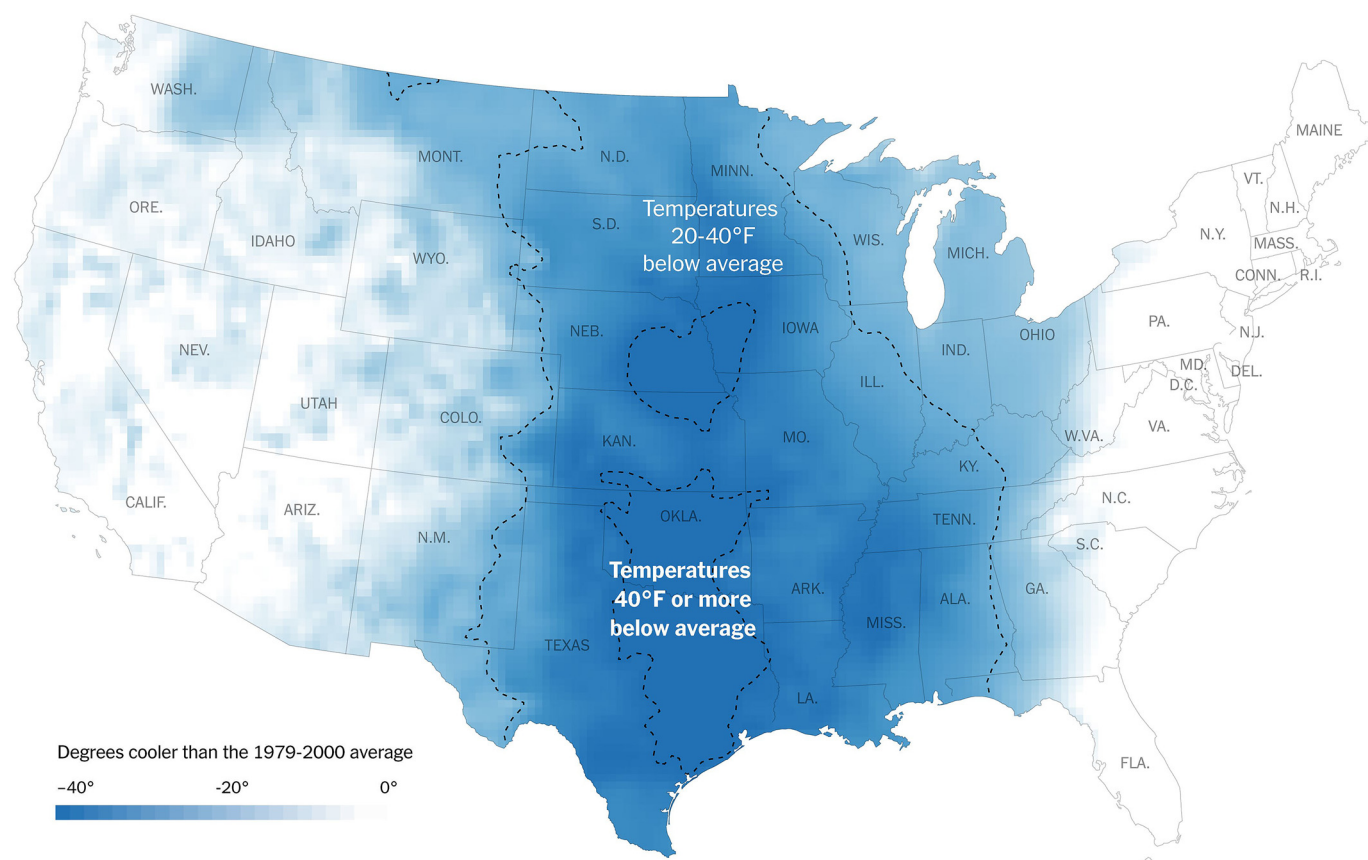 WASH.
MONT.
N.D.
MINN.
MAINE
VT.
N.H.
ORE.
IDAHO
WYO.
S.D.
Temperatures
20-40°F
below average
WIS.
MICH.
N.Y.
MASS.
CONN.
R.I.
NEV.
NEB.
IOWA
IND.
OHIO
PA.
N.J.
MD.
DEL.
D.C.
UTAH
COLO.
ILL.
KAN.
MO.
W.VA.
VA.
KY.
CALIF.
ARIZ.
N.M.
OKLA.
TENN.
N.C.
S.C.
Temperatures
40°F or more
below average
ARK.
ALA.
GA.
MISS.
TEXAS
LA.
FLA.
Degrees cooler than the 1979-2000 average
–40°
-20°
0°